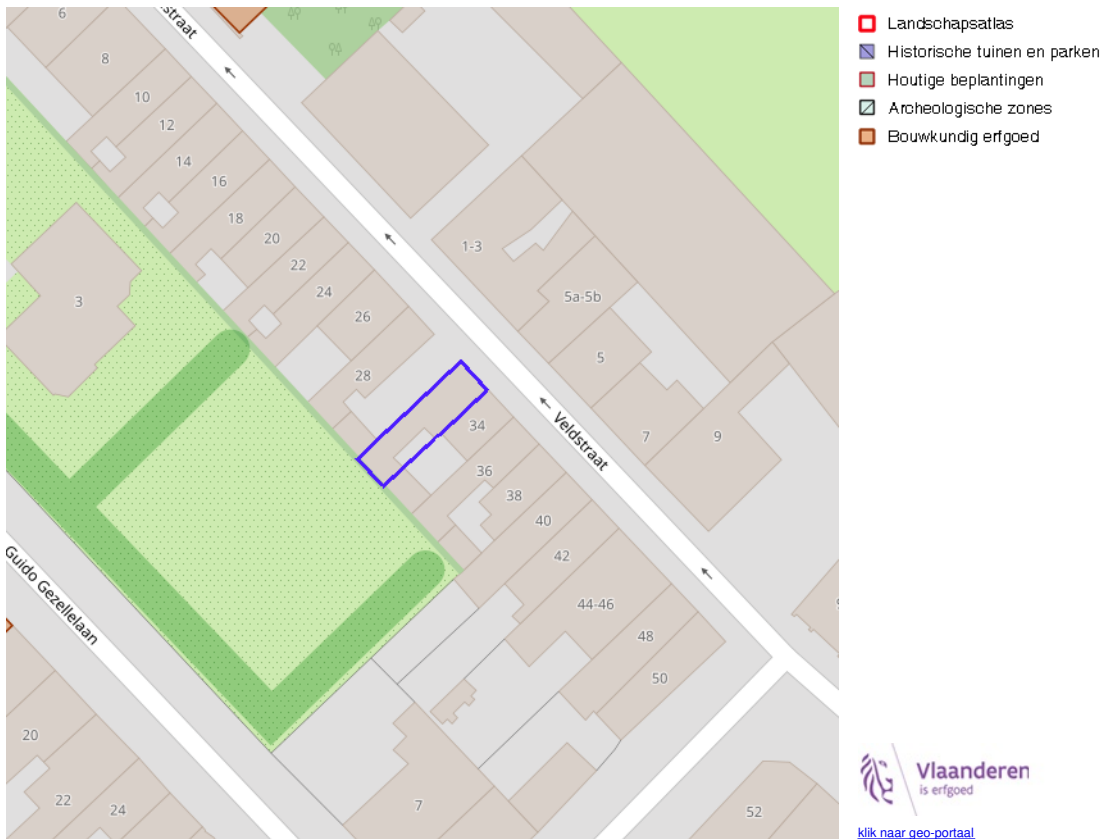 Landschapsatlas
Historische tuinen en parken
Houtige beplantingen
Archeologische zones
Bouwkundig erfgoed
straat
6
8
10
12
14
16
18
20
22
24
26
28
3
1-3
5a-5b
5
7
9
Veldstraat
34
36
38
40
42
44-46
48
50
Guido Gezellelaan
20
22
24
7
52
Vlaanderen
is erfgoed
klik naar geo-portaal